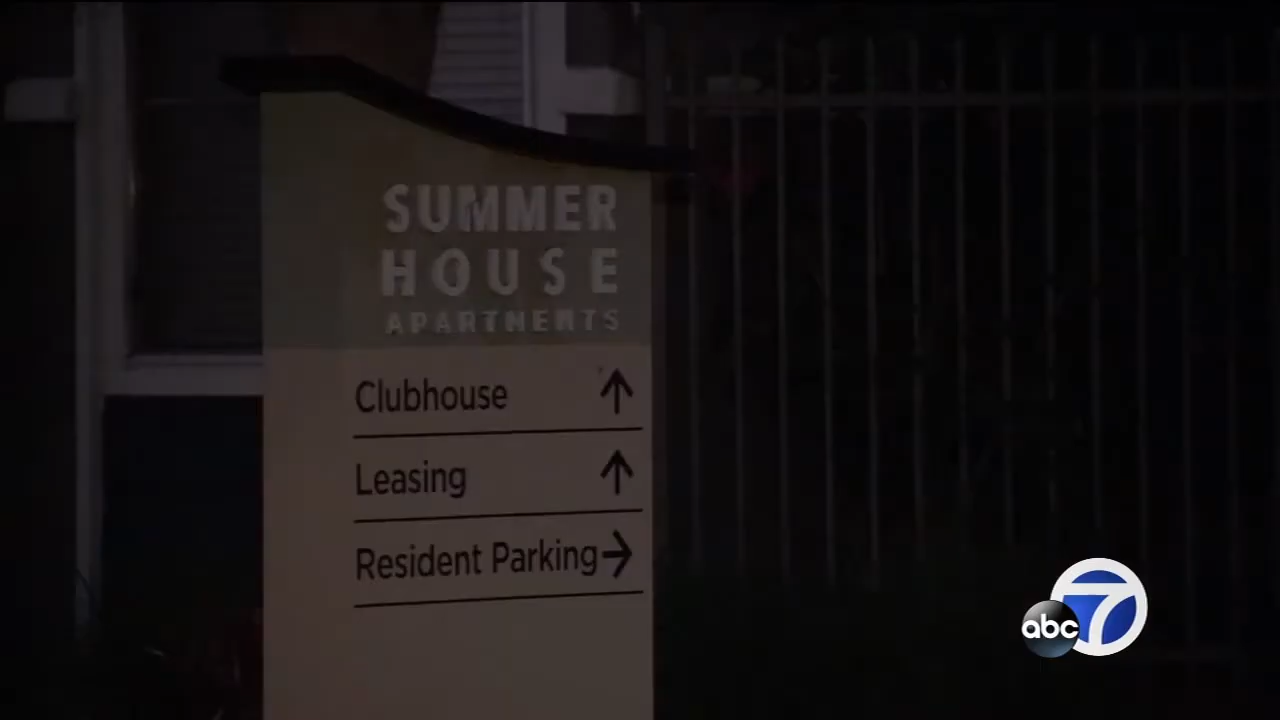 SUMMER
HOUSE
APARTMENTS
Clubhouse
Leasing
Resident Parking
abc 7